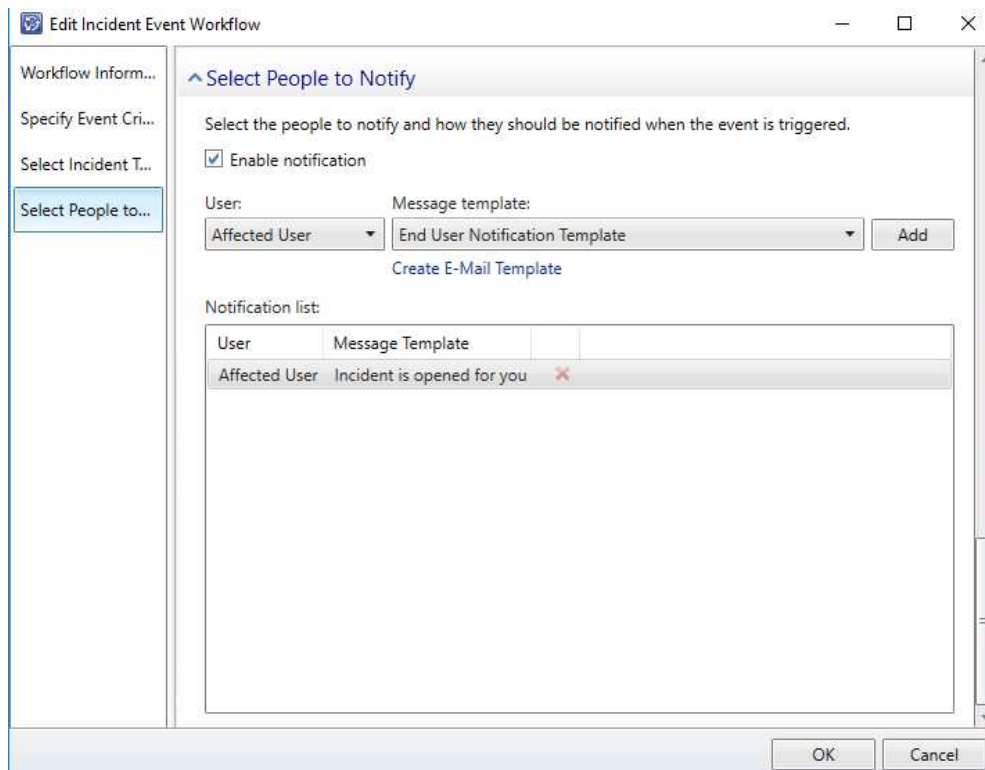 Edit Incident Event Workflow
Workflow Inform...
Specify Event Cri...
Select Incident T...
Select People to...
Select People to Notify
Select the people to notify and how they should be notified when the event is triggered.
Enable notification
User: Message template:
Affected User End User Notification Template Add
Create E-Mail Template
Notification list:
User Message Template
Affected User Incident is opened for you
OK Cancel